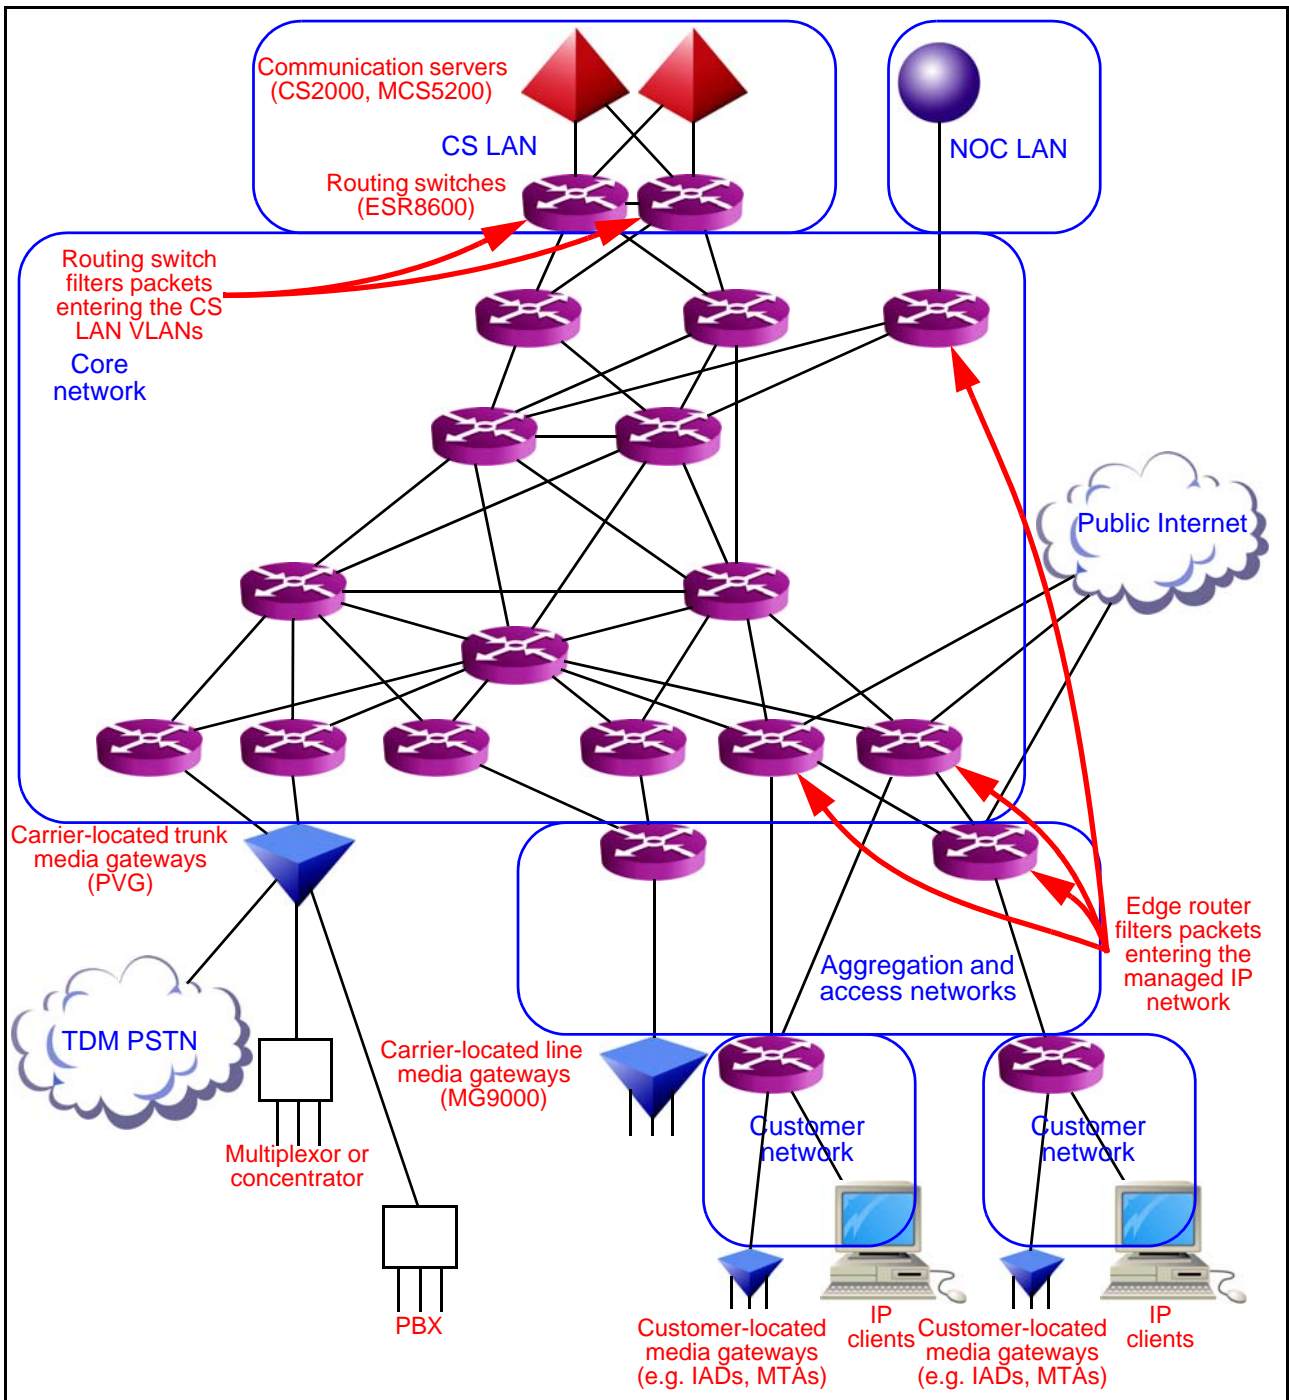 Communication servers
(CS2000, MCS5200)
CS LAN
NOC LAN
Routing switches
(ESR8600)
Routing switch
filters packets
entering the CS
LAN VLANs
Core
network
Public Internet
Carrier-located trunk
media gateways
(PVG)
Edge router
filters packets
entering the
managed IP
network
Aggregation and
access networks
TDM PSTN
Carrier-located line
media gateways
(MG9000)
Multiplexor or
concentrator
Customer
network
Customer
network
PBX
Customer-located
media gateways
(e.g. IADs, MTAs)
IP
clients
Customer-located
media gateways
(e.g. IADs, MTAs)
IP
clients